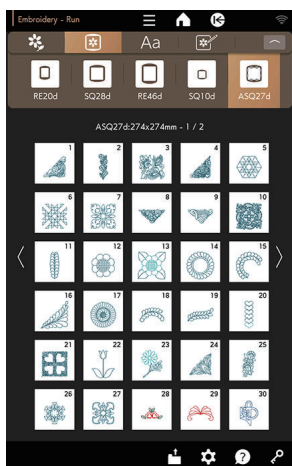 Embroidery - Run
Aa
RE20d SQ28d RE46d SQ10d ASQ27d
ASQ27d:274x274mm - 1 / 2
1 2 3 4 5
6 7 8 9 10
11 12 13 14 15
16 17 18 19 20
21 22 23 24 25
26 27 28 29 30
?